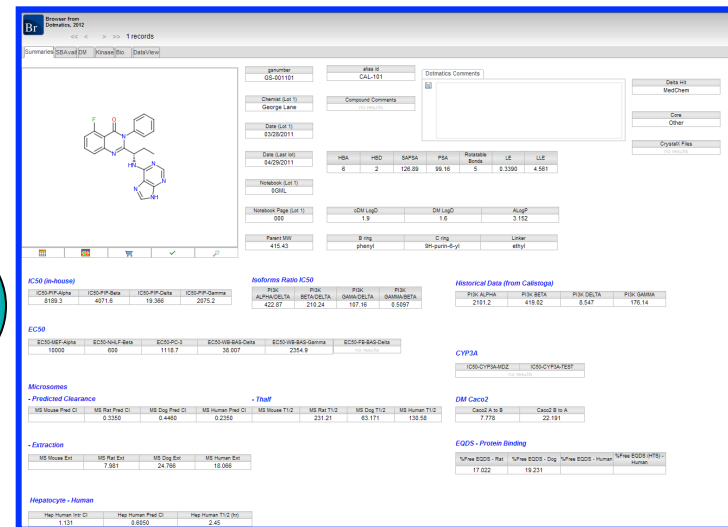 Br
Browser from
Dotmatics, 2012
<< < > >> 1 records
Summaries SBAvail DM Kinase Bio DataView
F
O
N
N
HN
N
N
N
NH
gsnumber
GS-001101
alias id
CAL-101
Dotmatics Comments
Delta Hit
MedChem
Chemist (Lot 1)
George Lane
Compound Comments
no results
Core
Other
Date (Lot 1)
03/28/2011
CrystalX Files
no results
Date (Last lot)
04/29/2011
HBA HBD SAPSA PSA Rotatable Bonds LE LLE
6 2 126.89 99.16 5 0.3390 4.561
Notebook (Lot 1)
0GML
Notebook Page (Lot 1)
000
cDM LogD DM LogD ALogP
1.9 1.6 3.152
Parent MW
415.43
B ring C ring Linker
phenyl 9H-purin-6-yl ethyl
IC50 (in-house)
IC50-PIP-Alpha IC50-PIP-Beta IC50-PIP-Delta IC50-PIP-Gamma
8189.3 4071.6 19.366 2075.2
Isoforms Ratio IC50
PI3K ALPHA/DELTA PI3K BETA/DELTA PI3K GAMA/DELTA PI3K GAMMA/BETA
422.87 210.24 107.16 0.5097
Historical Data (from Calistoga)
PI3K ALPHA PI3K BETA PI3K DELTA PI3K GAMMA
2101.2 419.02 8.547 176.14
EC50
EC50-MEF-Alpha EC50-NHLF-Beta EC50-PC-3 EC50-WB-BAS-Delta EC50-WB-BAS-Gamma EC50-PB-BAS-Delta
10000 600 1118.7 38.007 2354.9 no results
CYP3A
IC50-CYP3A-MDZ IC50-CYP3A-TEST
no results
Microsomes
- Predicted Clearance
MS Mouse Pred Cl MS Rat Pred Cl MS Dog Pred Cl MS Human Pred Cl
0.3350 0.4460 0.2350
- Thalf
MS Mouse T1/2 MS Rat T1/2 MS Dog T1/2 MS Human T1/2
231.21 63.171 130.58
DM Caco2
Caco2 A to B Caco2 B to A
7.778 22.191
- Extraction
MS Mouse Ext MS Rat Ext MS Dog Ext MS Human Ext
7.981 24.766 18.066
EQDS - Protein Binding
%Free EQDS - Rat %Free EQDS - Dog %Free EQDS - Human %Free EQDS (HTS) - Human
17.022 19.231
Hepatocyte - Human
Hep Human Intr Cl Hep Human Pred Cl Hep Human T1/2 (hr)
1.131 0.6050 2.45